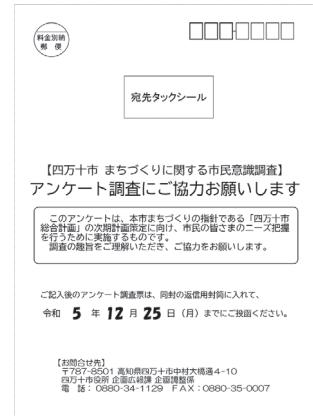 料金別納
郵便
宛先タックシール
【四万十市 まちづくりに関する市民意識調査】
アンケート調査にご協力お願いします
このアンケートは、本市まちづくりの指針である「四万十市
総合計画」の次期計画策定に向け、市民の皆さまのニーズ把握
を行うために実施するものです。
調査の趣旨をご理解いただき、ご協力をお願いします。
ご記入後のアンケート調査票は、同封の返信用封筒に入れて、
令和 5 年 12 月 25 日（月）までにご投函ください。
【お問合せ先】
〒787-8501 高知県四万十市中村大橋通4-10
四万十市役所 企画広報課 企画調整係
電 話：0880-34-1129 FAX：0880-35-0007